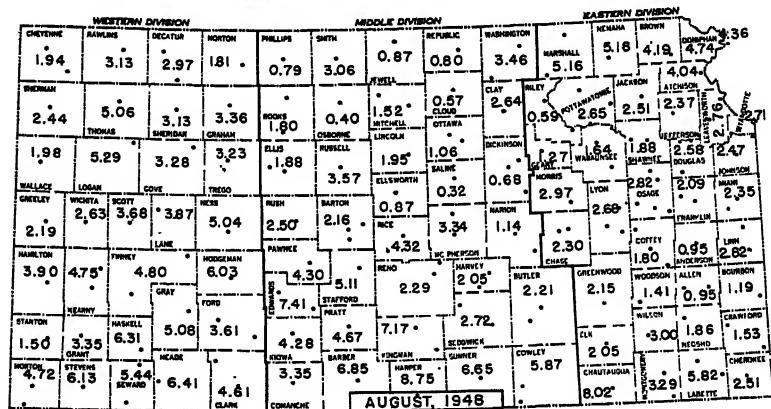 WESTERN DIVISION MIDDLE DIVISION EASTERN DIVISION
CHEYENNE RAWLINS DECATUR NORTON PHILLIPS SMITH REPUBLIC WASHINGTON NEMAHA BROWN DONIPHAN 4.36
1.94 3.13 2.97 1.81 0.79 3.06 0.87 0.80 3.46 5.16 5.18 4.19 4.74
JEWELL MARSHALL
4.04
SHERMAN CLAY RILEY POTTAWATOMIE JACKSON ATCHISON
2.44 5.06 3.13 3.36 1.80 0.40 1.52 0.57 2.64 0.59 2.65 2.51 2.37 2.76 .71
THOMAS SHERIDAN GRAHAM ROOKS OSBORNE MITCHELL CLOUD OTTAWA JEFFERSON LEAVENWORTH WYANDOTTE
ELLIS RUSSELL LINCOLN DICKINSON
1.98 5.29 3.28 3.23 1.88 3.57 1.95 1.06 0.68 2.7 1.64 1.88 2.58 2.47
WALLACE LOGAN GOVE TREGO ELLSWORTH SALINE GEARY WABAUNSEE SHAWNEE DOUGLAS JOHNSON
0.87 0.32 MORRIS LYON 2.82 OSAGE 2.09 MIAMI
GREELEY WICHITA SCOTT LANE NESS RUSH BARTON RICE MARION 2.97 2.68 FRANKLIN 2.35
2.19 2.63 3.68 3.87 5.04 2.50 2.16 4.32 3.34 1.14
MC PHERSON CHASE COFFEY ANDERSON LINN
HAMILTON FINNEY HODGEMAN PAWNEE 2.30 1.80 0.95 2.82
3.90 4.75 4.80 6.03 4.30 5.11 RENO HARVEY BUTLER GREENWOOD WOODSON ALLEN BOURBON
KEARNY GRAY FORD EDWARDS STAFFORD 2.29 2.05 2.21 2.15 1.41 0.95 1.19
STANTON GRANT HASKELL 7.41 PRATT SEDGWICK WILSON CRAWFORD
1.50 3.35 6.31 5.08 3.61 4.28 4.67 7.17 2.72 3.00 1.86 1.53
MEADE KIOWA KINGMAN ELK NEOSHO
MORTON STEVENS SEWARD CLARK BARBER HARPER SUMNER COWLEY 2.05 CHEROKEE
4.72 6.13 5.44 6.41 4.61 3.35 6.85 8.75 6.65 5.87 CHAUTAUQUA MONTGOMERY LABETTE
COMANCHE 8.02 3.29 5.82 2.51
AUGUST, 1948